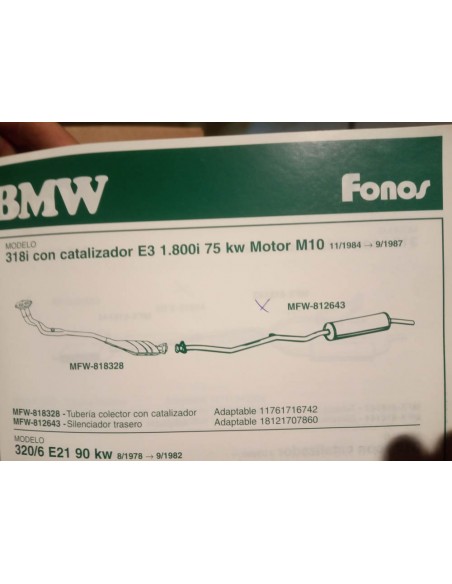 BMW
Fonos
MODELO
318i con catalizador E3 1.800i 75 kw Motor M10 11/1984 → 9/1987
MFW-812643
MFW-818328
MFW-818328 - Tubería colector con catalizador Adaptable 11761716742
MFW-812643 - Silenciador trasero Adaptable 18121707860
MODELO
320/6 E21 90 kw 8/1978 → 9/1982